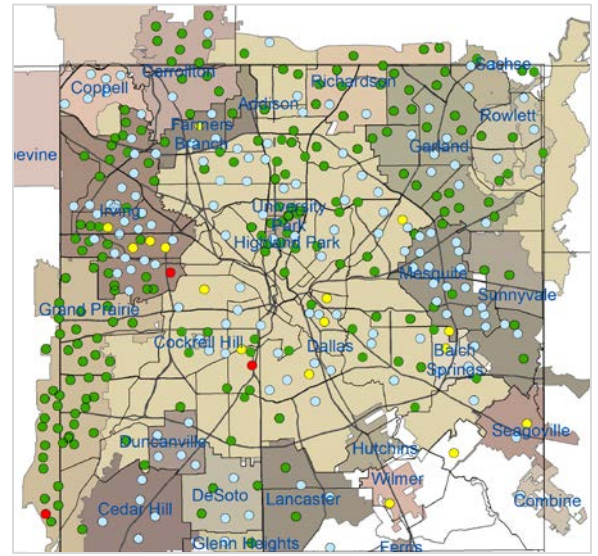 Sachse
Carrollton
Coppell
Richardson
Addison
Rowlett
Farmers
Branch
Garland
evine
Irving
University
Park
Highland Park
Mesquite
Sunnyvale
Grand Prairie
Cockrell Hill
Dallas
Balch
Springs
Seagoville
Duncanville
Hutchins
Wilmer
DeSoto
Lancaster
Combine
Cedar Hill
Glenn Heights
Ferris